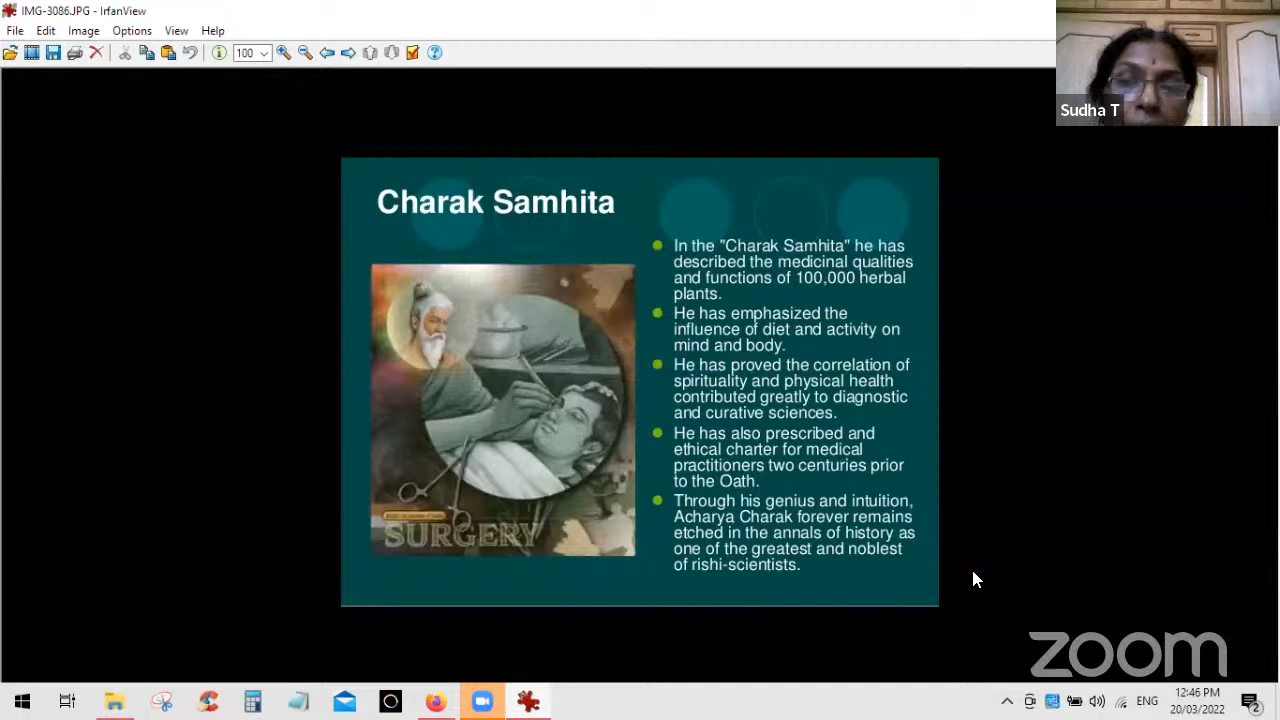 IMG-3086.JPG - IrfanView
File Edit Image Options View Help
100
Sudha T
Charak Samhita
In the "Charak Samhita" he has
described the medicinal qualities
and functions of 100,000 herbal
plants.
He has emphasized the
influence of diet and activity on
mind and body.
He has proved the correlation of
spirituality and physical health
contributed greatly to diagnostic
and curative sciences.
He has also prescribed and
ethical charter for medical
practitioners two centuries prior
to the Oath.
Through his genius and intuition,
Acharya Charak forever remains
etched in the annals of history as
one of the greatest and noblest
of rishi-scientists.
SURGERY
zoom
ENG
12:46 PM
20/03/2022
2